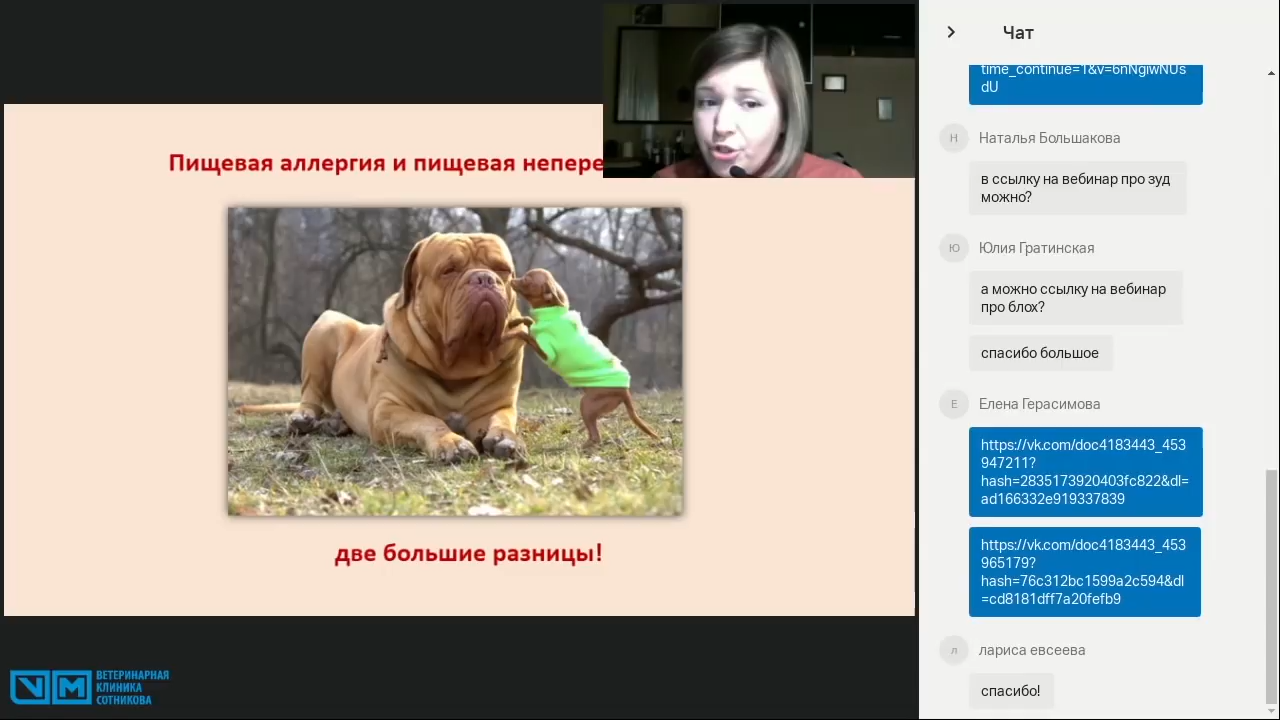 Пищевая аллергия и пищевая непере
две большие разницы!
VM
ВЕТЕРИНАРНАЯ
КЛИНИКА
СОТНИКОВА
Чат
time_continue=1&v=6nNgiwNUs
dU
Н
Наталья Большакова
в ссылку на вебинар про зуд
можно?
Ю
Юлия Гратинская
а можно ссылку на вебинар
про блох?
спасибо большое
Е
Елена Герасимова
https://vk.com/doc4183443_453
947211?
hash=2835173920403fc822&dl=
ad166332e919337839
https://vk.com/doc4183443_453
965179?
hash=76c312bc1599a2c594&dl
=cd8181dff7a20fefb9
л
лариса евсеева
спасибо!